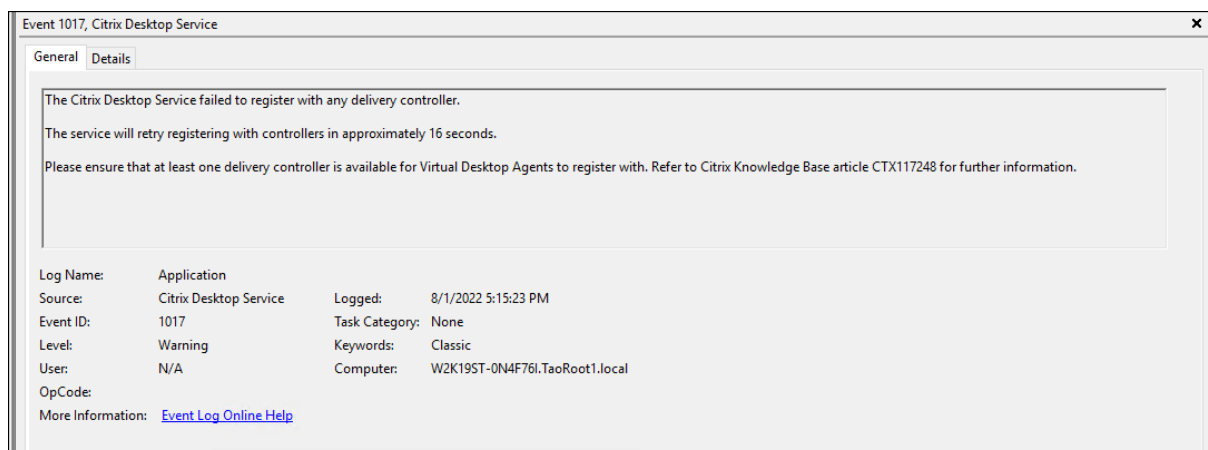 Event 1017, Citrix Desktop Service
General Details
The Citrix Desktop Service failed to register with any delivery controller.
The service will retry registering with controllers in approximately 16 seconds.
Please ensure that at least one delivery controller is available for Virtual Desktop Agents to register with. Refer to Citrix Knowledge Base article CTX117248 for further information.
Log Name: Application
Source: Citrix Desktop Service Logged: 8/1/2022 5:15:23 PM
Event ID: 1017 Task Category: None
Level: Warning Keywords: Classic
User: N/A Computer: W2K19ST-0N4F76I.TaoRoot1.local
OpCode:
More Information: Event Log Online Help